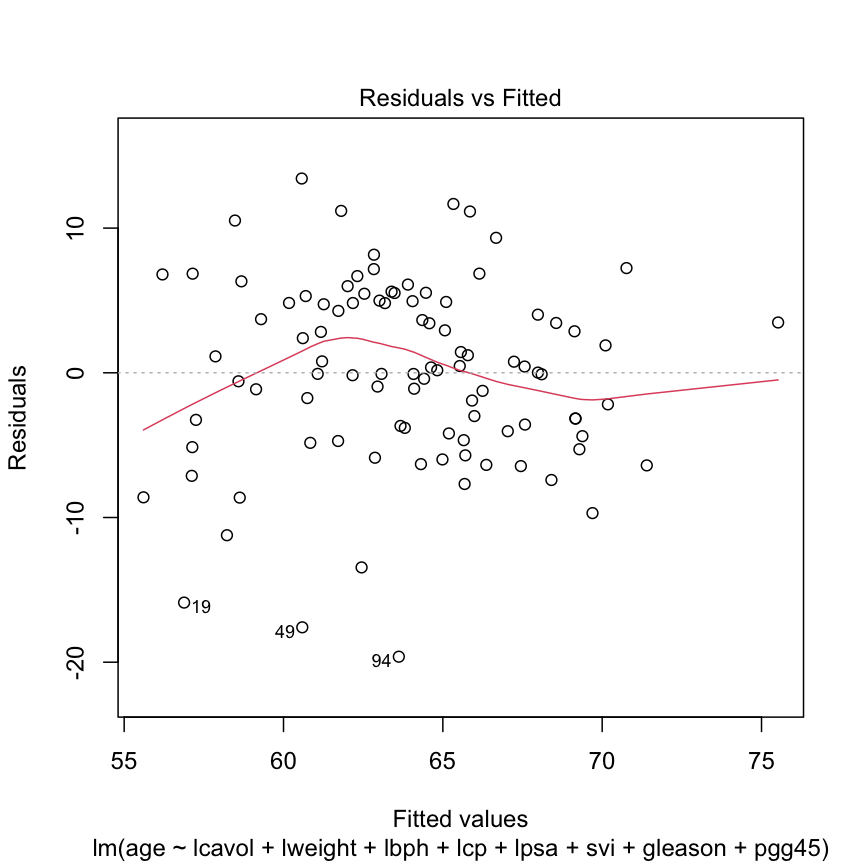 Residuals vs Fitted
Residuals
10
0
-10
-20
19
49
94
55 60 65 70 75
Fitted values
lm(age ~ lcavol + lweight + lbph + lcp + lpsa + svi + gleason + pgg45)